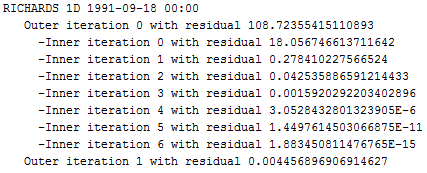 RICHARDS 1D 1991-09-18 00:00
Outer iteration 0 with residual 108.72355415110893
-Inner iteration 0 with residual 18.056746613711642
-Inner iteration 1 with residual 0.278410227566524
-Inner iteration 2 with residual 0.042535886591214433
-Inner iteration 3 with residual 0.0015920292203402896
-Inner iteration 4 with residual 3.0528432801323905E-6
-Inner iteration 5 with residual 1.4497614503066875E-11
-Inner iteration 6 with residual 1.883450811476765E-15
Outer iteration 1 with residual 0.004456896906914627